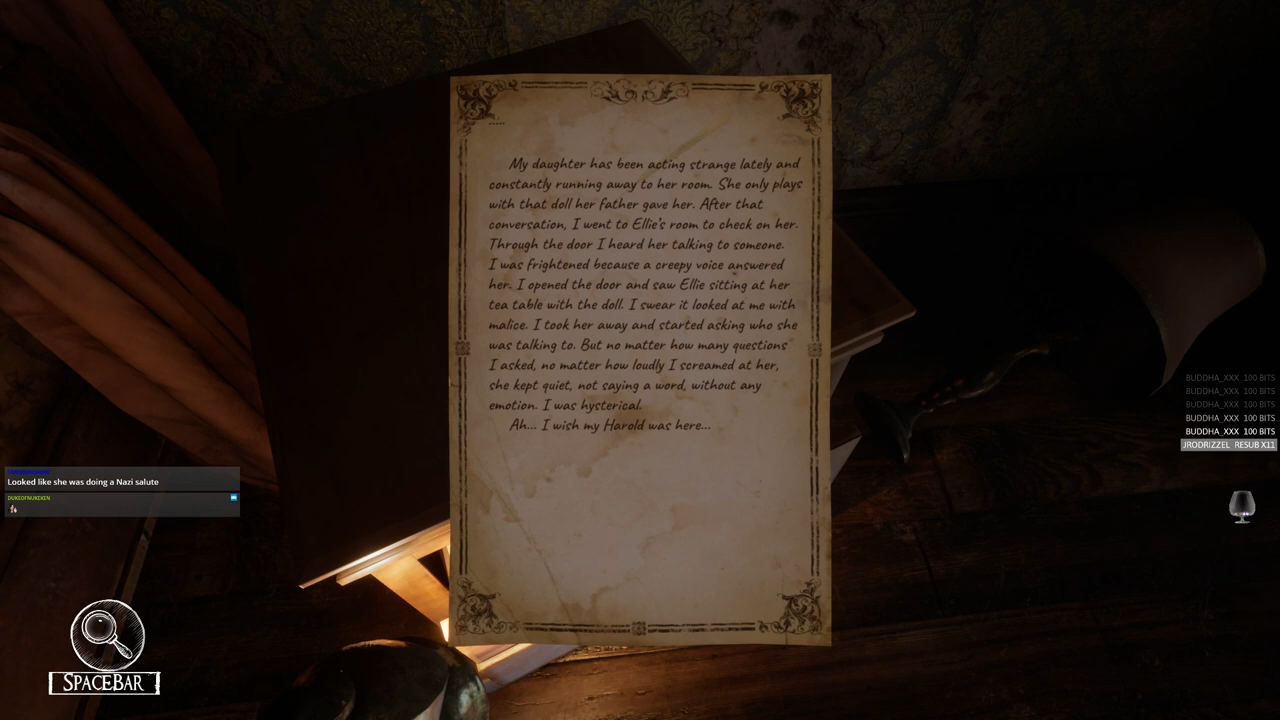 .....
My daughter has been acting strange lately and
constantly running away to her room. She only plays
with that doll her father gave her. After that
conversation, I went to Ellie's room to check on her.
Through the door I heard her talking to someone.
I was frightened because a creepy voice answered
her. I opened the door and saw Ellie sitting at her
tea table with the doll. I swear it looked at me with
malice. I took her away and started asking who she
was talking to. But no matter how many questions
I asked, no matter how loudly I screamed at her,
she kept quiet, not saying a word, without any
emotion. I was hysterical.
Ah... I wish my Harold was here...
BUDDHA_XXX 100 BITS
BUDDHA_XXX 100 BITS
BUDDHA_XXX 100 BITS
BUDDHA_XXX 100 BITS
BUDDHA_XXX 100 BITS
JRODRIZZEL RESUB X11
Looked like she was doing a Nazi salute
DUKEOFNUKEKEN
SPACEBAR